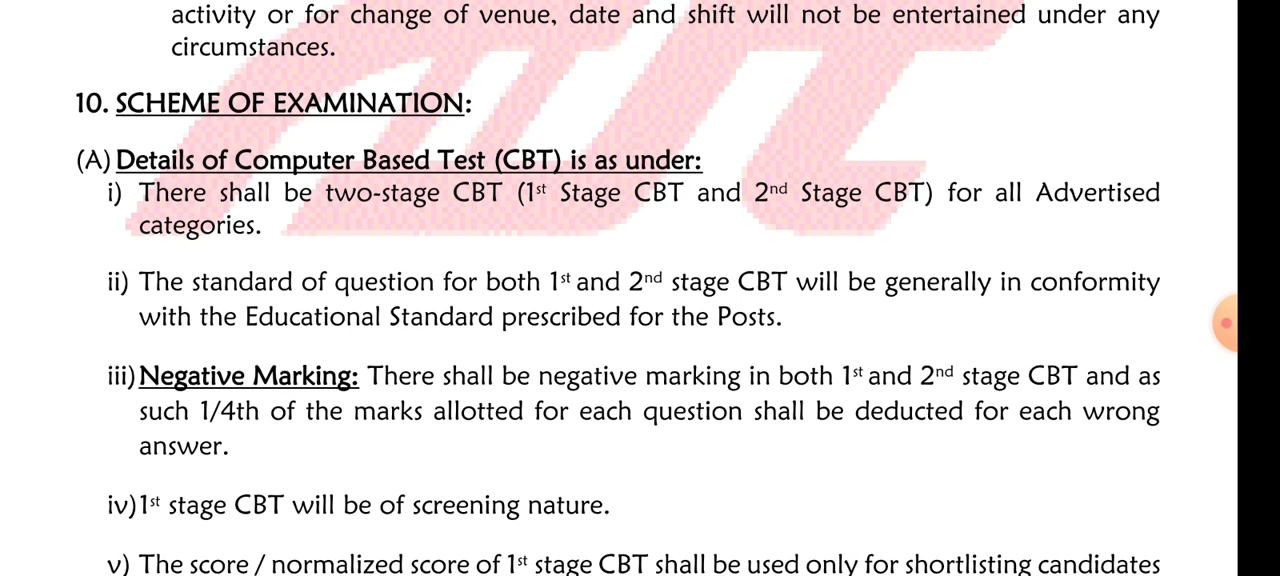 activity or for change of venue, date and shift will not be entertained under any
circumstances.
10. SCHEME OF EXAMINATION:
(A) Details of Computer Based Test (CBT) is as under:
i) There shall be two-stage CBT (1st Stage CBT and 2nd Stage CBT) for all Advertised
categories.
ii) The standard of question for both 1st and 2nd stage CBT will be generally in conformity
with the Educational Standard prescribed for the Posts.
iii) Negative Marking: There shall be negative marking in both 1st and 2nd stage CBT and as
such 1/4th of the marks allotted for each question shall be deducted for each wrong
answer.
iv) 1st stage CBT will be of screening nature.
v) The score / normalized score of 1st stage CBT shall be used only for shortlisting candidates